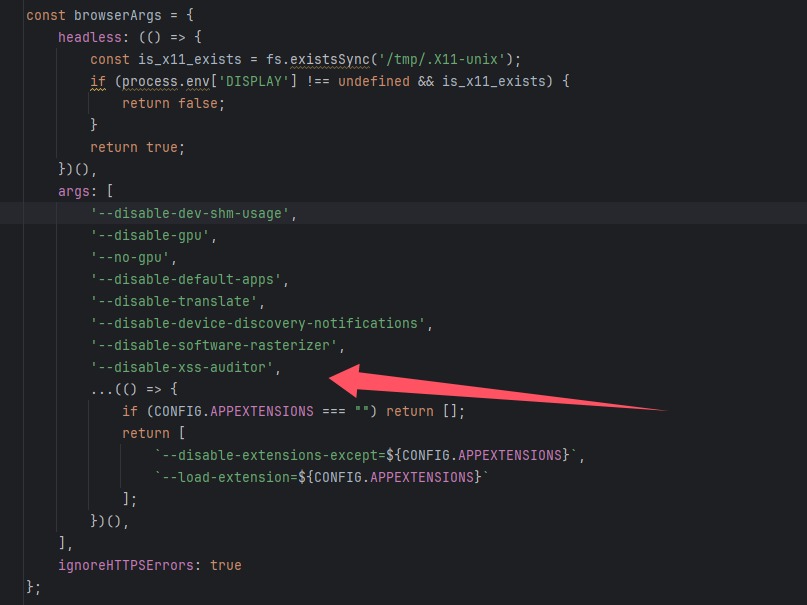 const browserArgs = {
headless: (() => {
const is_x11_exists = fs.existsSync('/tmp/.X11-unix');
if (process.env['DISPLAY'] !== undefined && is_x11_exists) {
return false;
}
return true;
})(),
args: [
'--disable-dev-shm-usage',
'--disable-gpu',
'--no-gpu',
'--disable-default-apps',
'--disable-translate',
'--disable-device-discovery-notifications',
'--disable-software-rasterizer',
'--disable-xss-auditor',
...(() => {
if (CONFIG.APPEXTENSIONS === "") return [];
return [
`--disable-extensions-except=${CONFIG.APPEXTENSIONS}`,
`--load-extension=${CONFIG.APPEXTENSIONS}`
];
})(),
],
ignoreHTTPSErrors: true
};